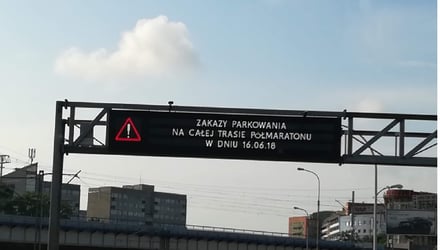 ZAKAZY PARKOWANIA
NA CAŁEJ TRASIE PÓŁMARATONU
W DNIU 16.06.18